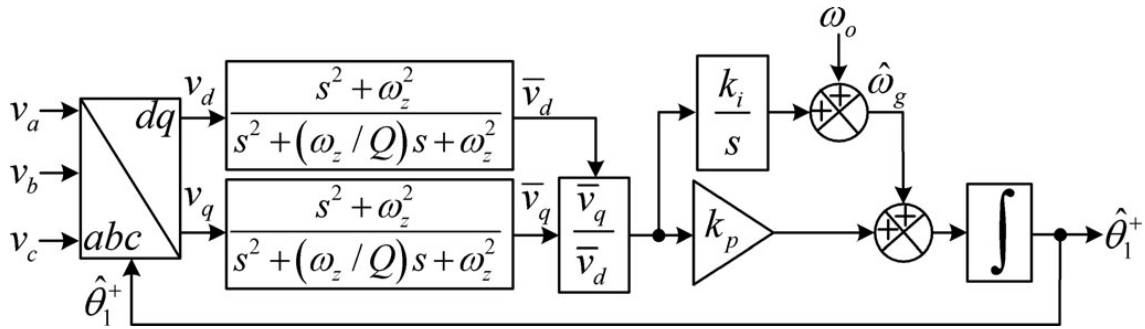 v_a
v_b
v_c
dq
abc
θ̂_1^+
v_d
s^2 + ω_z^2
s^2 + (ω_z / Q) s + ω_z^2
v̅_d
v_q
s^2 + ω_z^2
s^2 + (ω_z / Q) s + ω_z^2
v̅_q
v̅_q
v̅_d
k_i
s
k_p
ω_o
+
+
ω̂_g
+
+
∫
θ̂_1^+